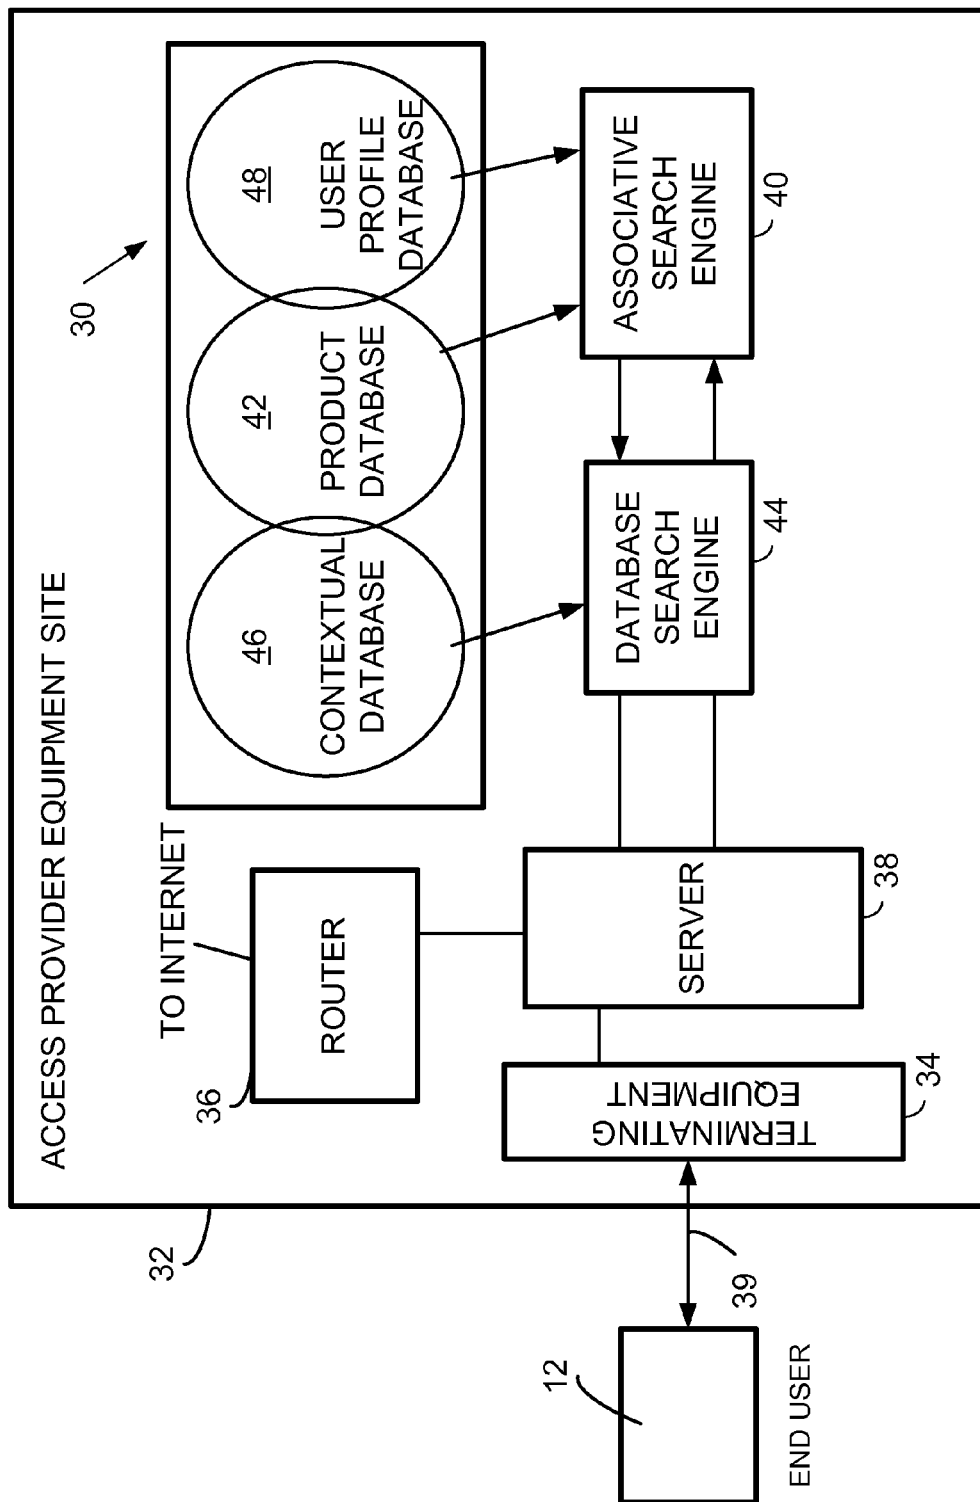 ACCESS PROVIDER EQUIPMENT SITE
30
32
TO INTERNET
36
ROUTER
46
CONTEXTUAL
DATABASE
42
PRODUCT
DATABASE
48
USER
PROFILE
DATABASE
12
END USER
39
TERMINATING
EQUIPMENT
34
SERVER
38
DATABASE
SEARCH
ENGINE
44
ASSOCIATIVE
SEARCH
ENGINE
40